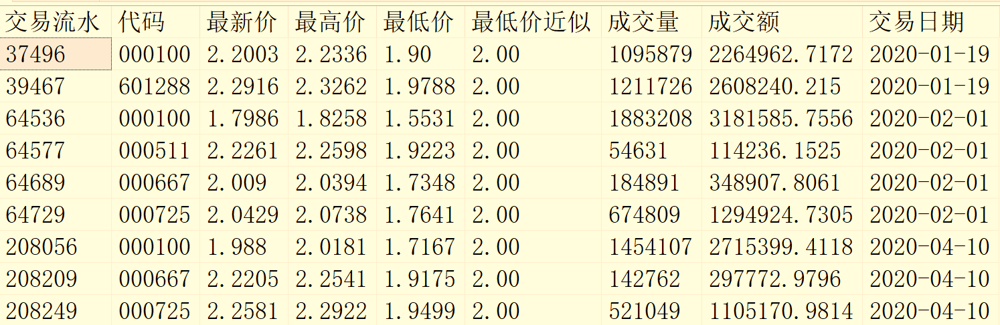 交易流水 代码 最新价 最高价 最低价 最低价近似 成交量 成交额 交易日期
37496 000100 2.2003 2.2336 1.90 2.00 1095879 2264962.7172 2020-01-19
39467 601288 2.2916 2.3262 1.9788 2.00 1211726 2608240.215 2020-01-19
64536 000100 1.7986 1.8258 1.5531 2.00 1883208 3181585.7556 2020-02-01
64577 000511 2.2261 2.2598 1.9223 2.00 54631 114236.1525 2020-02-01
64689 000667 2.009 2.0394 1.7348 2.00 184891 348907.8061 2020-02-01
64729 000725 2.0429 2.0738 1.7641 2.00 674809 1294924.7305 2020-02-01
208056 000100 1.988 2.0181 1.7167 2.00 1454107 2715399.4118 2020-04-10
208209 000667 2.2205 2.2541 1.9175 2.00 142762 297772.9796 2020-04-10
208249 000725 2.2581 2.2922 1.9499 2.00 521049 1105170.9814 2020-04-10